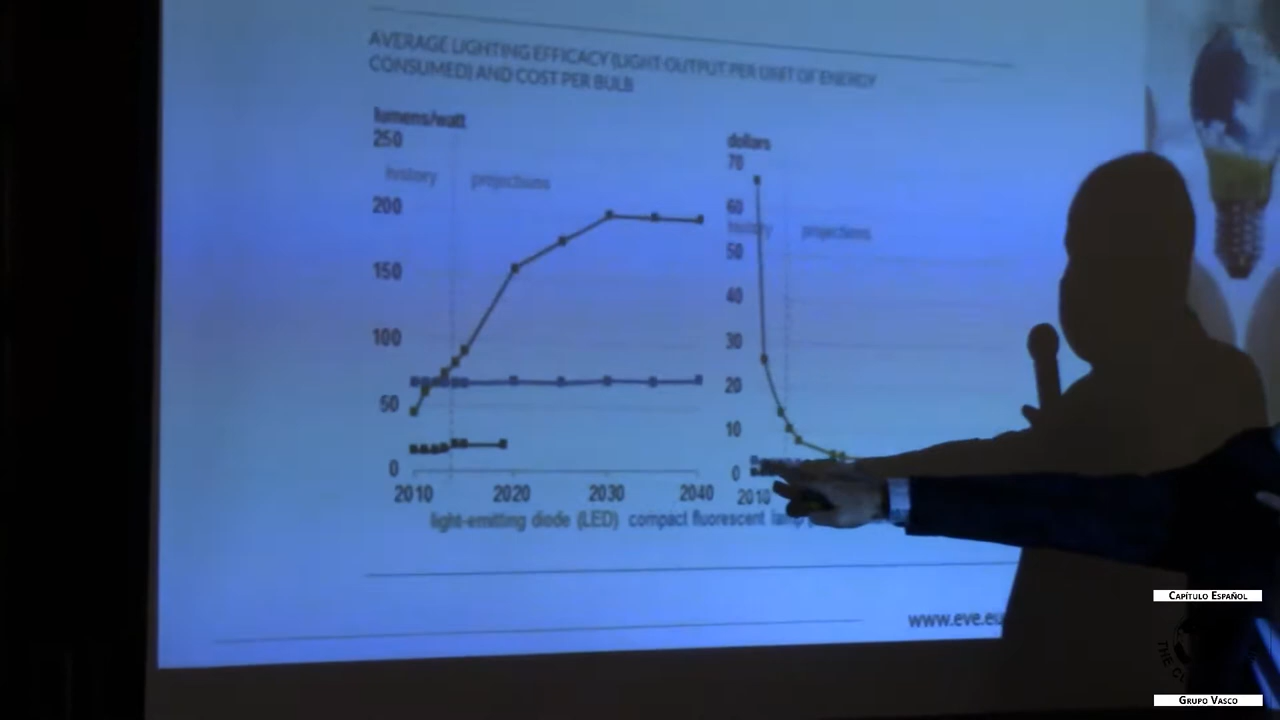 AVERAGE LIGHTING EFFICACY (LIGHT OUTPUT PER UNIT OF ENERGY
CONSUMED) AND COST PER BULB
lumens/watt
250
history projections
200
150
100
50
0
2010 2020 2030 2040
dollars
70
60
history projections
50
40
30
20
10
0
2010
light-emitting diode (LED) compact fluorescent lamp
www.eve.eu
CAPÍTULO ESPAÑOL
THE
GRUPO VASCO